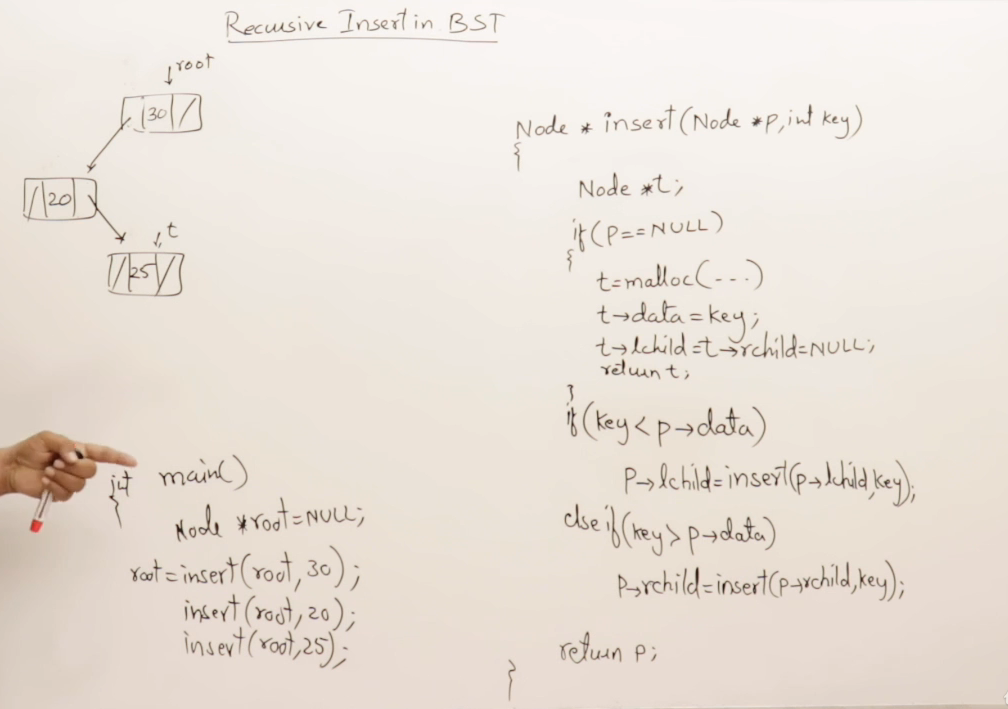 Recursive Insert in BST
root
30
20
t
25
int main()
{
Node *root=NULL;
root=insert(root,30);
insert(root,20);
insert(root,25);
Node * insert(Node *p,int key)
{
Node *t;
if(p==NULL)
{
t=malloc(---)
t→data=key;
t→lchild=t→rchild=NULL;
return t;
}
if(key<p→data)
p→lchild=insert(p→lchild,key);
else if(key>p→data)
p→rchild=insert(p→rchild,key);
return p;
}